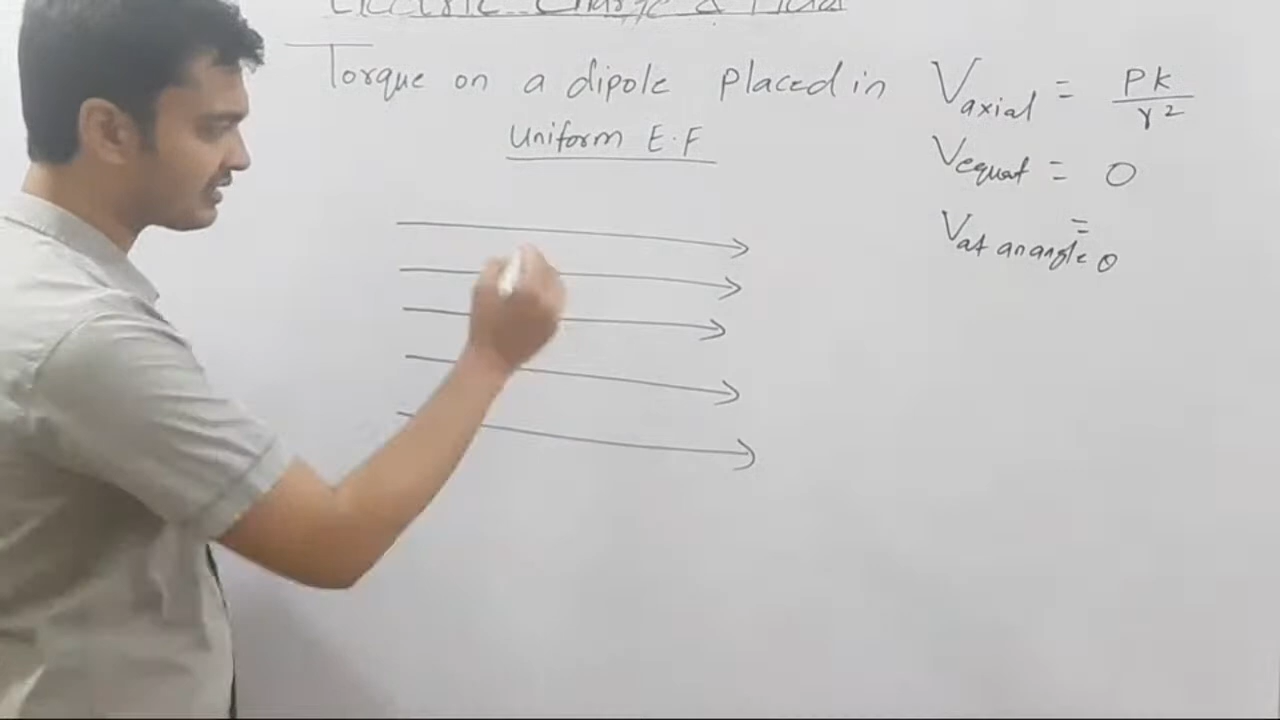 Electric Charge & Field
Torque on a dipole placed in
Uniform E.F
V axial = PK / r²
V equat = 0
V at an angle θ =